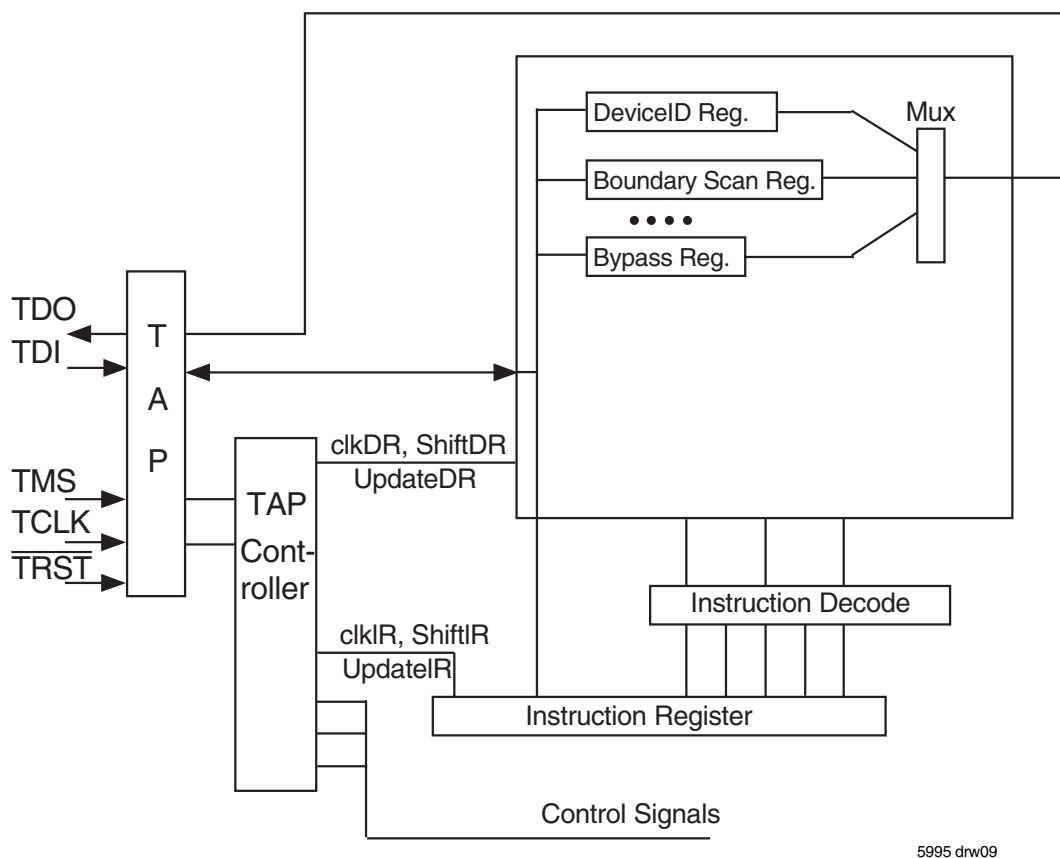 DeviceID Reg.
Mux
Boundary Scan Reg.
Bypass Reg.
TDO
TDI
T
A
P
TMS
TCLK
TRST
TAP
Cont-
roller
clkDR, ShiftDR
UpdateDR
Instruction Decode
clkIR, ShiftIR
UpdateIR
Instruction Register
Control Signals
5995 drw09